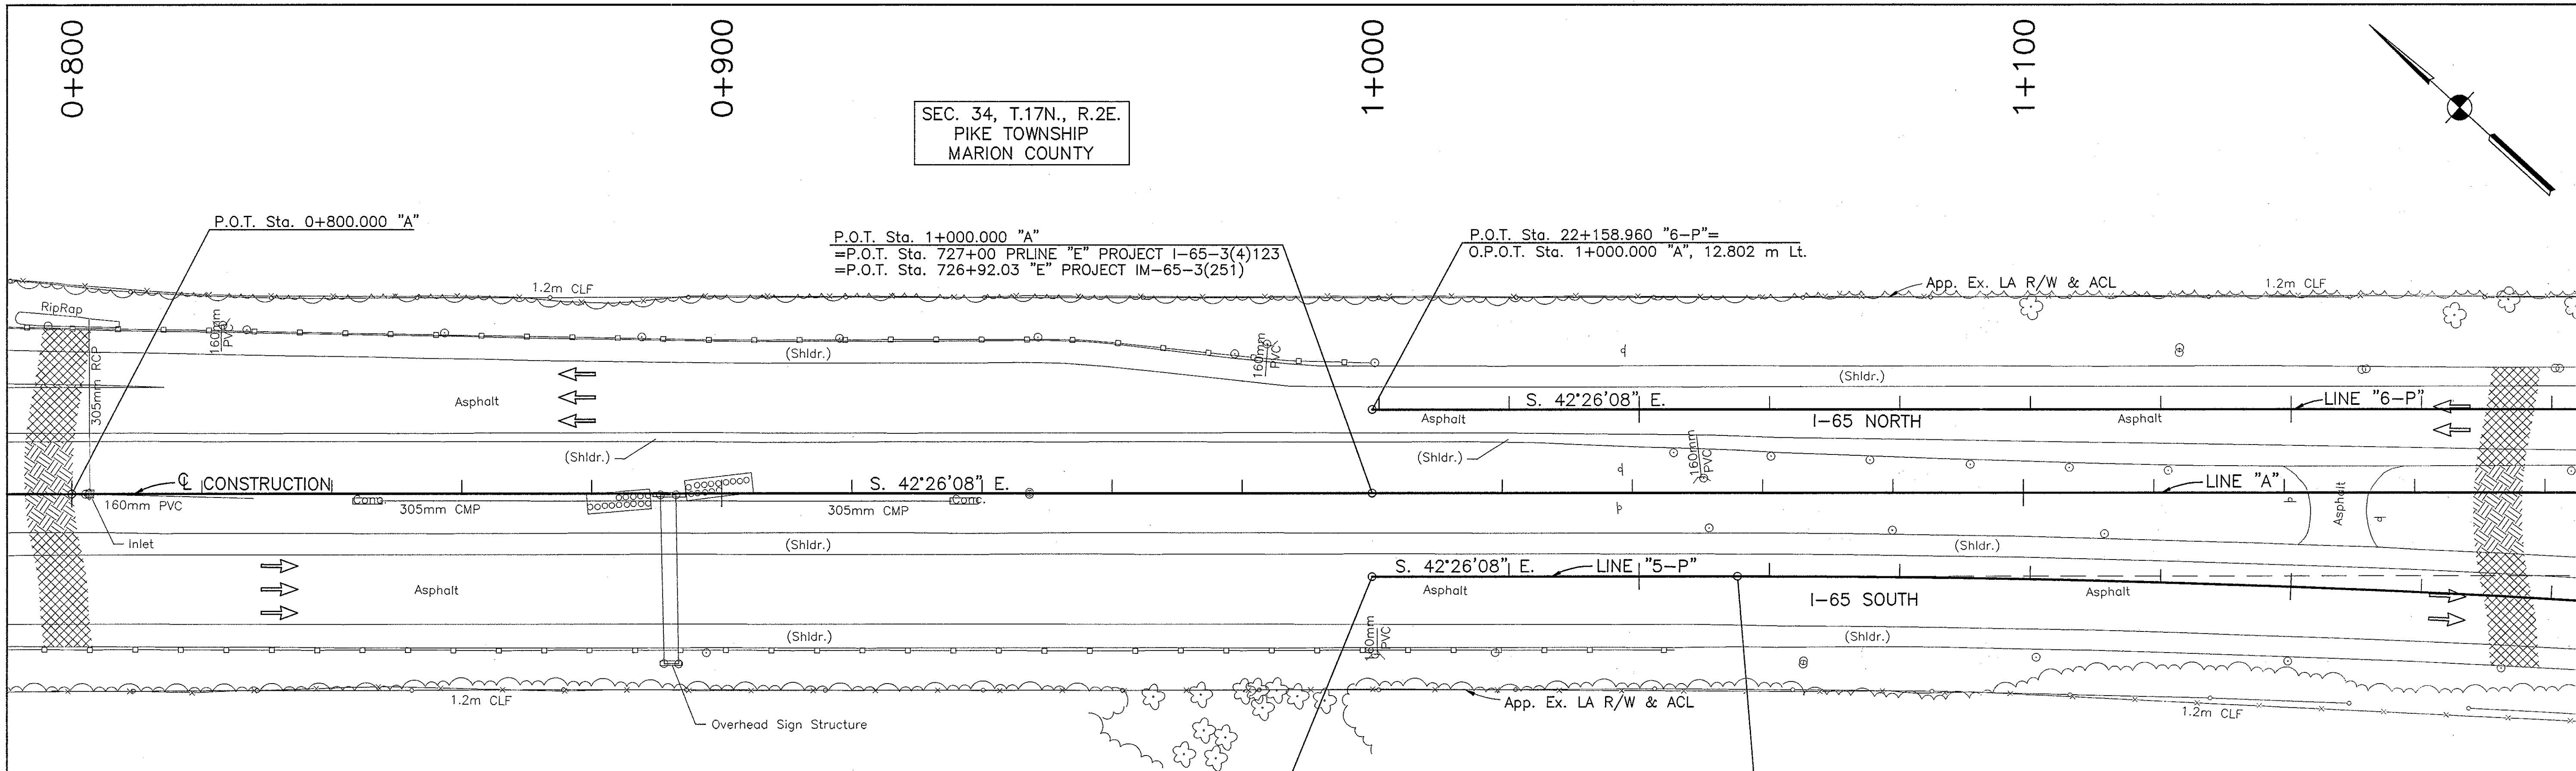 0+800
0+900
1+000
1+100
SEC. 34, T.17N., R.2E.
PIKE TOWNSHIP
MARION COUNTY
P.O.T. Sta. 0+800.000 "A"
P.O.T. Sta. 1+000.000 "A"
=P.O.T. Sta. 727+00 PRLINE "E" PROJECT I-65-3(4)123
=P.O.T. Sta. 726+92.03 "E" PROJECT IM-65-3(251)
P.O.T. Sta. 22+158.960 "6-P"=
O.P.O.T. Sta. 1+000.000 "A", 12.802 m Lt.
1.2m CLF
App. Ex. LA R/W & ACL
1.2m CLF
RipRap
160mm
PVC
305mm RCP
(Shldr.)
160mm
PVC
(Shldr.)
Asphalt
S. 42°26'08" E.
Asphalt
I-65 NORTH
Asphalt
LINE "6-P"
(Shldr.)
(Shldr.)
160mm
PVC
℄ CONSTRUCTION
S. 42°26'08" E.
LINE "A"
160mm PVC
Conc.
305mm CMP
305mm CMP
Conc.
Asphalt
Inlet
(Shldr.)
(Shldr.)
S. 42°26'08" E.
LINE "5-P"
Asphalt
Asphalt
I-65 SOUTH
Asphalt
(Shldr.)
160mm
PVC
(Shldr.)
1.2m CLF
App. Ex. LA R/W & ACL
1.2m CLF
Overhead Sign Structure